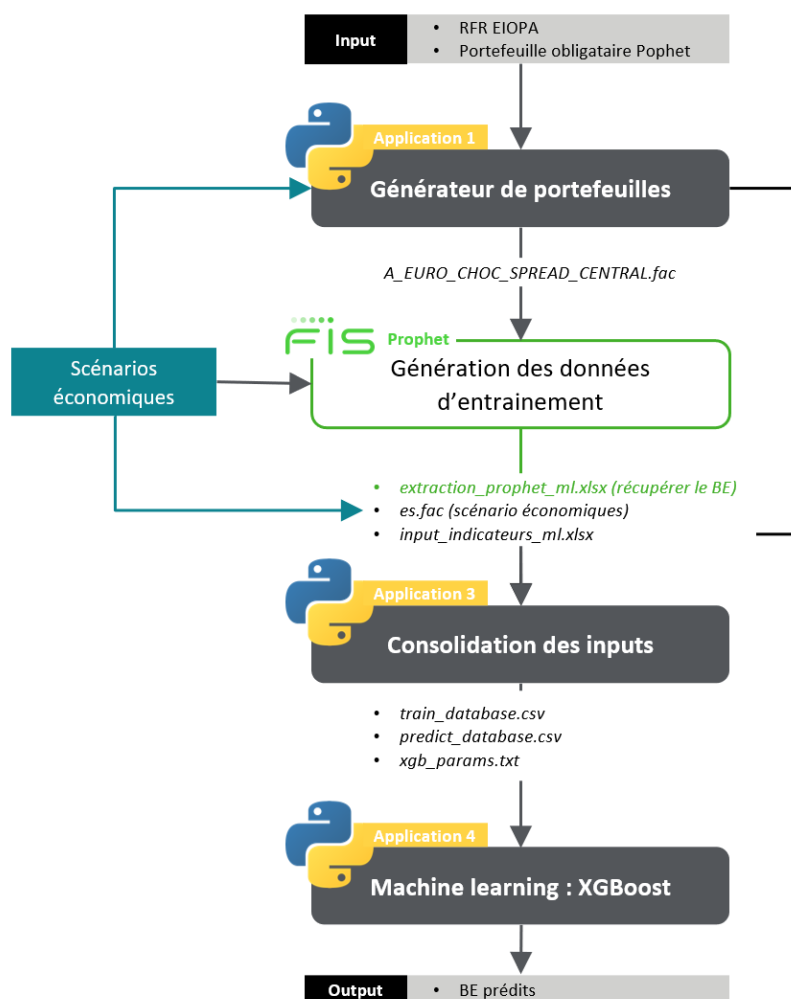 Input
• RFR EIOPA
• Portefeuille obligataire Pophet
Application 1
Générateur de portefeuilles
A_EURO_CHOC_SPREAD_CENTRAL.fac
FIS Prophet
Scénarios
économiques
Génération des données
d'entrainement
• extraction_prophet_ml.xlsx (récupérer le BE)
• es.fac (scénario économiques)
• input_indicateurs_ml.xlsx
Application 3
Consolidation des inputs
• train_database.csv
• predict_database.csv
• xgb_params.txt
Application 4
Machine learning : XGBoost
Output
• BE prédits